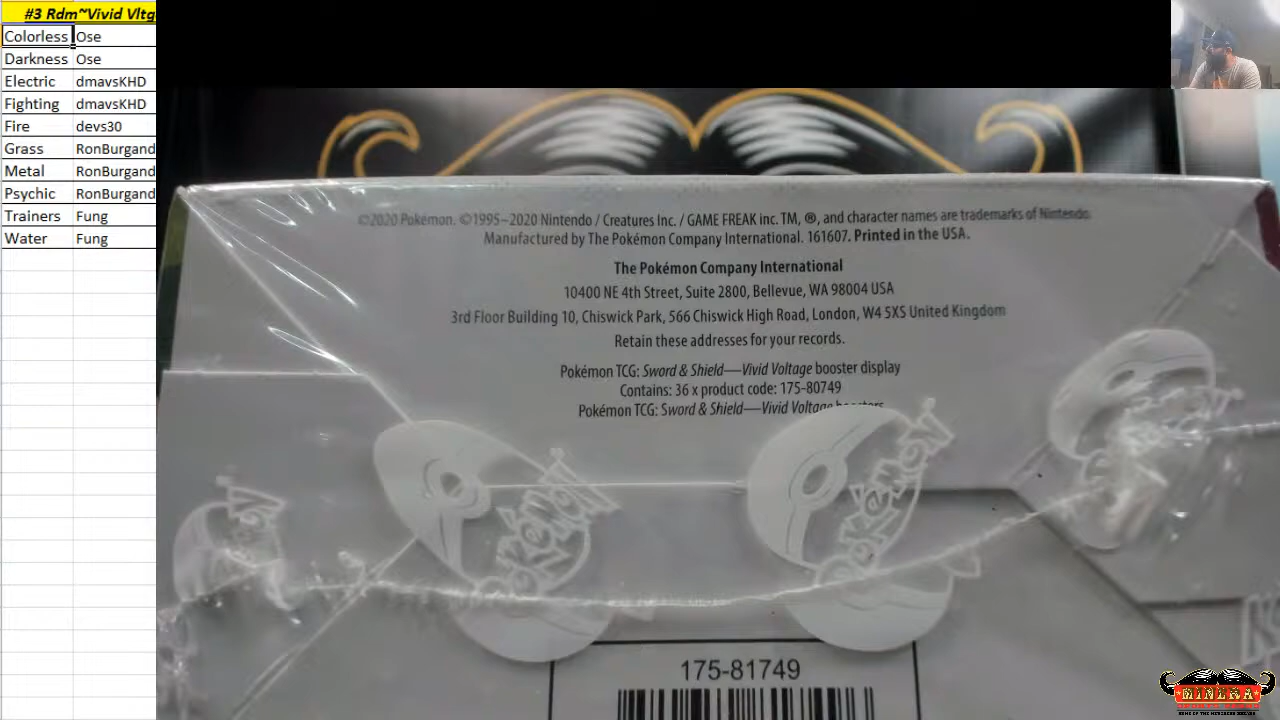 #3 Rdm~Vivid Vltg
Colorless Ose
Darkness Ose
Electric dmavsKHD
Fighting dmavsKHD
Fire devs30
Grass RonBurgand
Metal RonBurgand
Psychic RonBurgand
Trainers Fung
Water Fung
©2020 Pokémon. ©1995–2020 Nintendo / Creatures Inc. / GAME FREAK inc. TM, ®, and character names are trademarks of Nintendo.
Manufactured by The Pokémon Company International. 161607. Printed in the USA.
The Pokémon Company International
10400 NE 4th Street, Suite 2800, Bellevue, WA 98004 USA
3rd Floor Building 10, Chiswick Park, 566 Chiswick High Road, London, W4 5XS United Kingdom
Retain these addresses for your records.
Pokémon TCG: Sword & Shield—Vivid Voltage booster display
Contains: 36 x product code: 175-80749
Pokémon TCG: Sword & Shield—Vivid Voltage boosters
Pokémon
Pokémon
175-81749